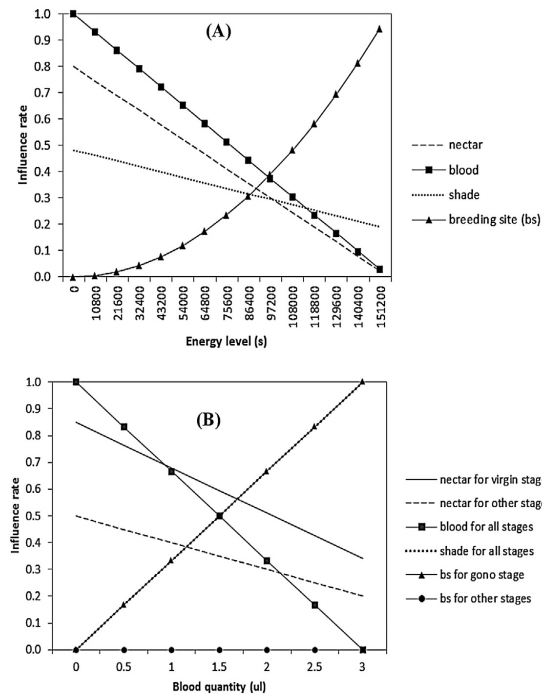 (A)
1.0
0.9
0.8
0.7
0.6
0.5
0.4
0.3
0.2
0.1
0.0
Influence rate
0
10800
21600
32400
43200
54000
64800
75600
86400
97200
108000
118800
129600
140400
151200
Energy level (s)
nectar
blood
shade
breeding site (bs)
(B)
1.0
0.9
0.8
0.7
0.6
0.5
0.4
0.3
0.2
0.1
0.0
Influence rate
0 0.5 1 1.5 2 2.5 3
Blood quantity (ul)
nectar for virgin stag
nectar for other stag
blood for all stages
shade for all stages
bs for gono stage
bs for other stages